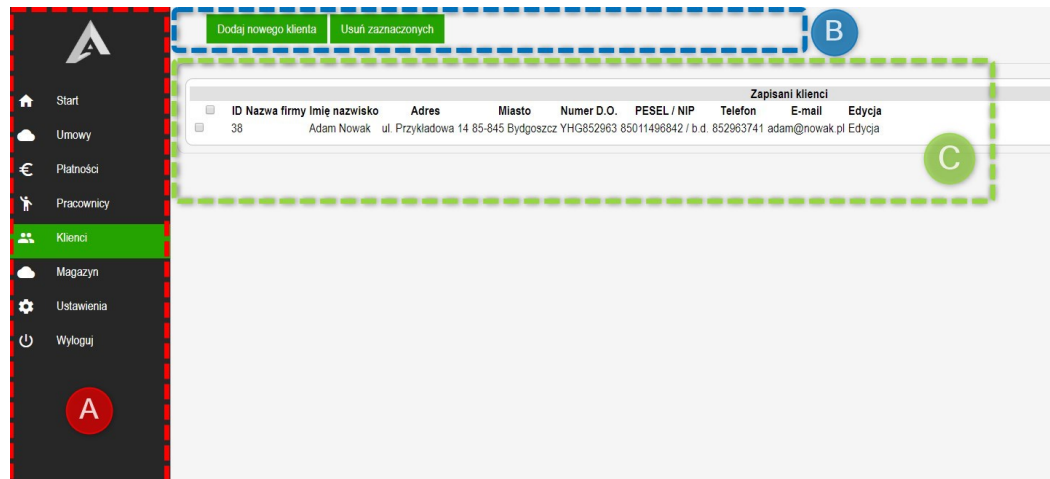 Dodaj nowego klienta Usuń zaznaczonych
B
Start
Umowy
Płatności
Pracownicy
Klienci
Magazyn
Ustawienia
Wyloguj
A
Zapisani klienci
ID Nazwa firmy Imię nazwisko Adres Miasto Numer D.O. PESEL / NIP Telefon E-mail Edycja
38 Adam Nowak ul. Przykładowa 14 85-845 Bydgoszcz YHG852963 85011496842 / b.d. 852963741 adam@nowak.pl Edycja
C